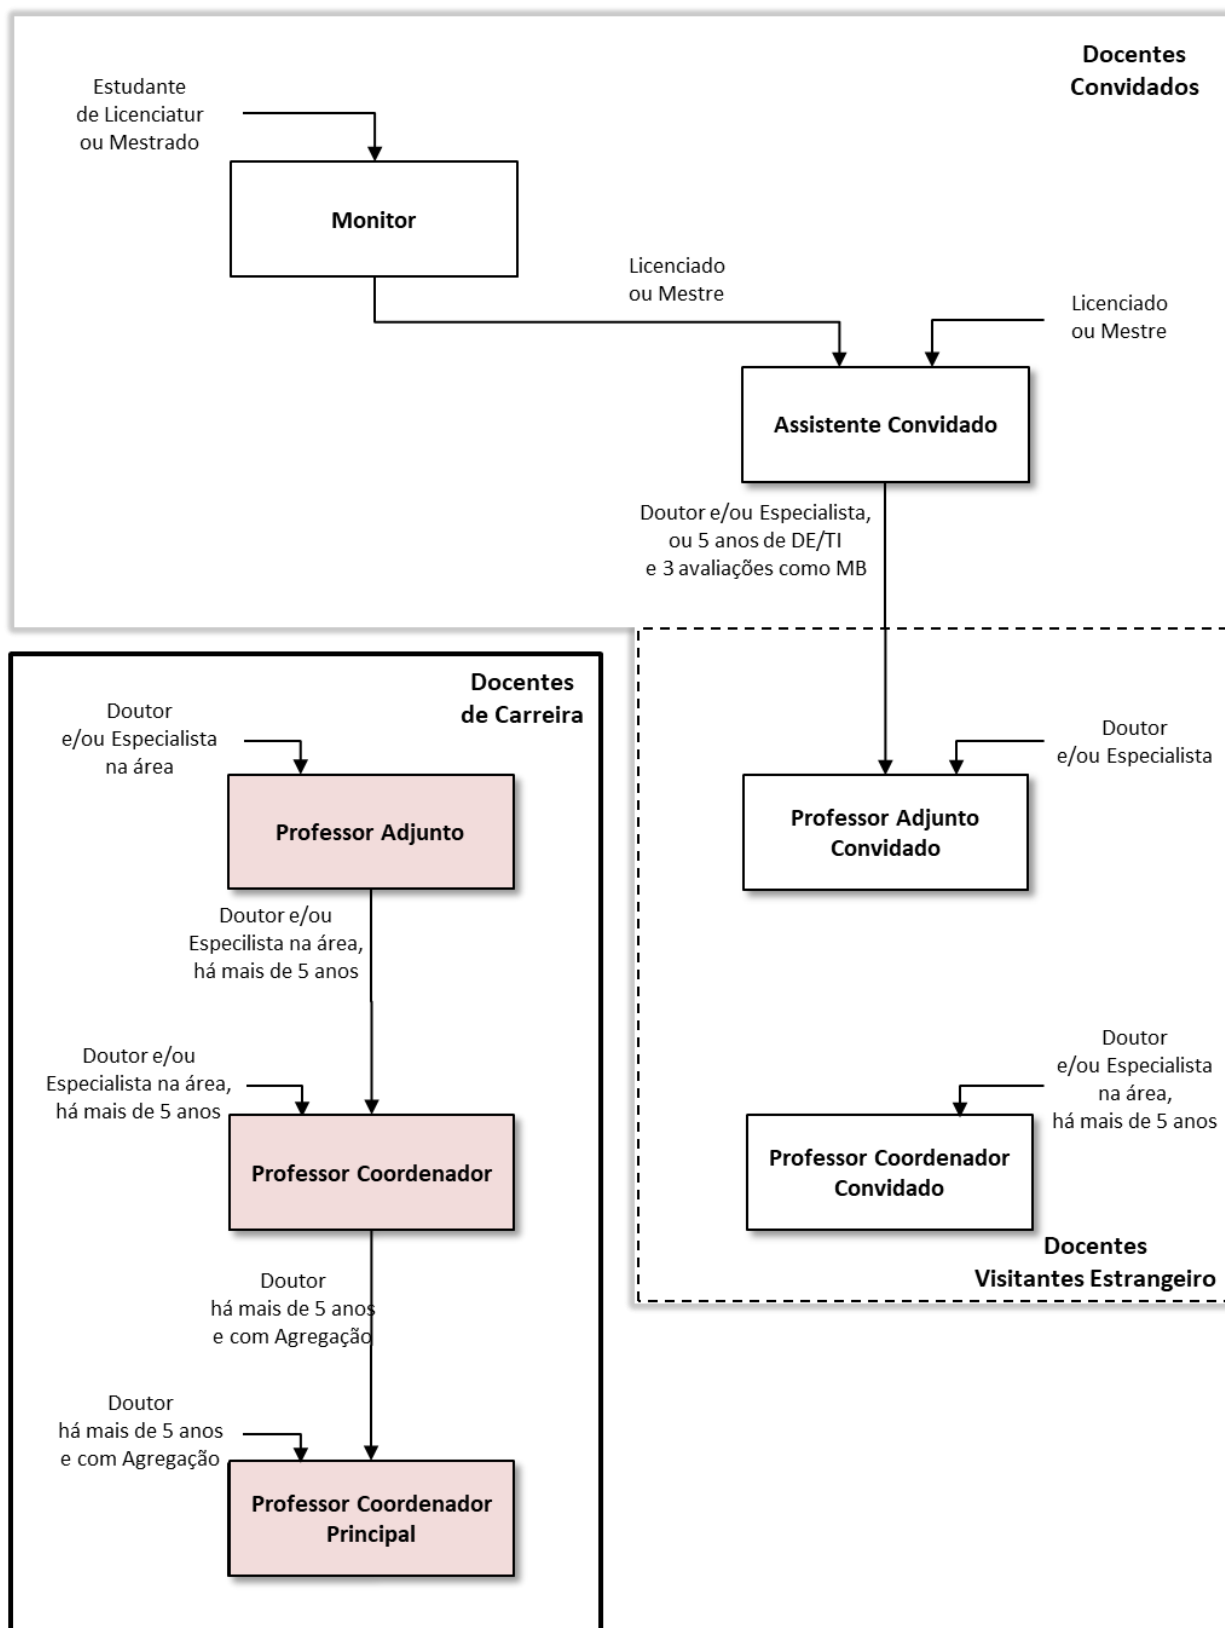 Docentes
Convidados
Estudante
de Licenciatur
ou Mestrado
Monitor
Licenciado
ou Mestre
Licenciado
ou Mestre
Assistente Convidado
Doutor e/ou Especialista,
ou 5 anos de DE/TI
e 3 avaliações como MB
Docentes
de Carreira
Doutor
e/ou Especialista
na área
Professor Adjunto
Doutor e/ou
Especilista na área,
há mais de 5 anos
Doutor e/ou
Especialista na área,
há mais de 5 anos
Professor Coordenador
Doutor
há mais de 5 anos
e com Agregação
Doutor
há mais de 5 anos
e com Agregação
Professor Coordenador
Principal
Doutor
e/ou Especialista
Professor Adjunto
Convidado
Doutor
e/ou Especialista
na área,
há mais de 5 anos
Professor Coordenador
Convidado
Docentes
Visitantes Estrangeiro